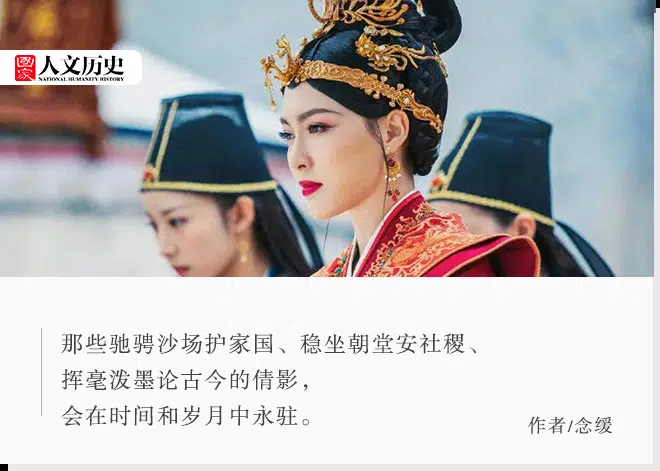 国家人文历史
NATIONAL HUMANITY HISTORY
那些驰骋沙场护家国、稳坐朝堂安社稷、
挥毫泼墨论古今的倩影，
会在时间和岁月中永驻。
作者/念缓